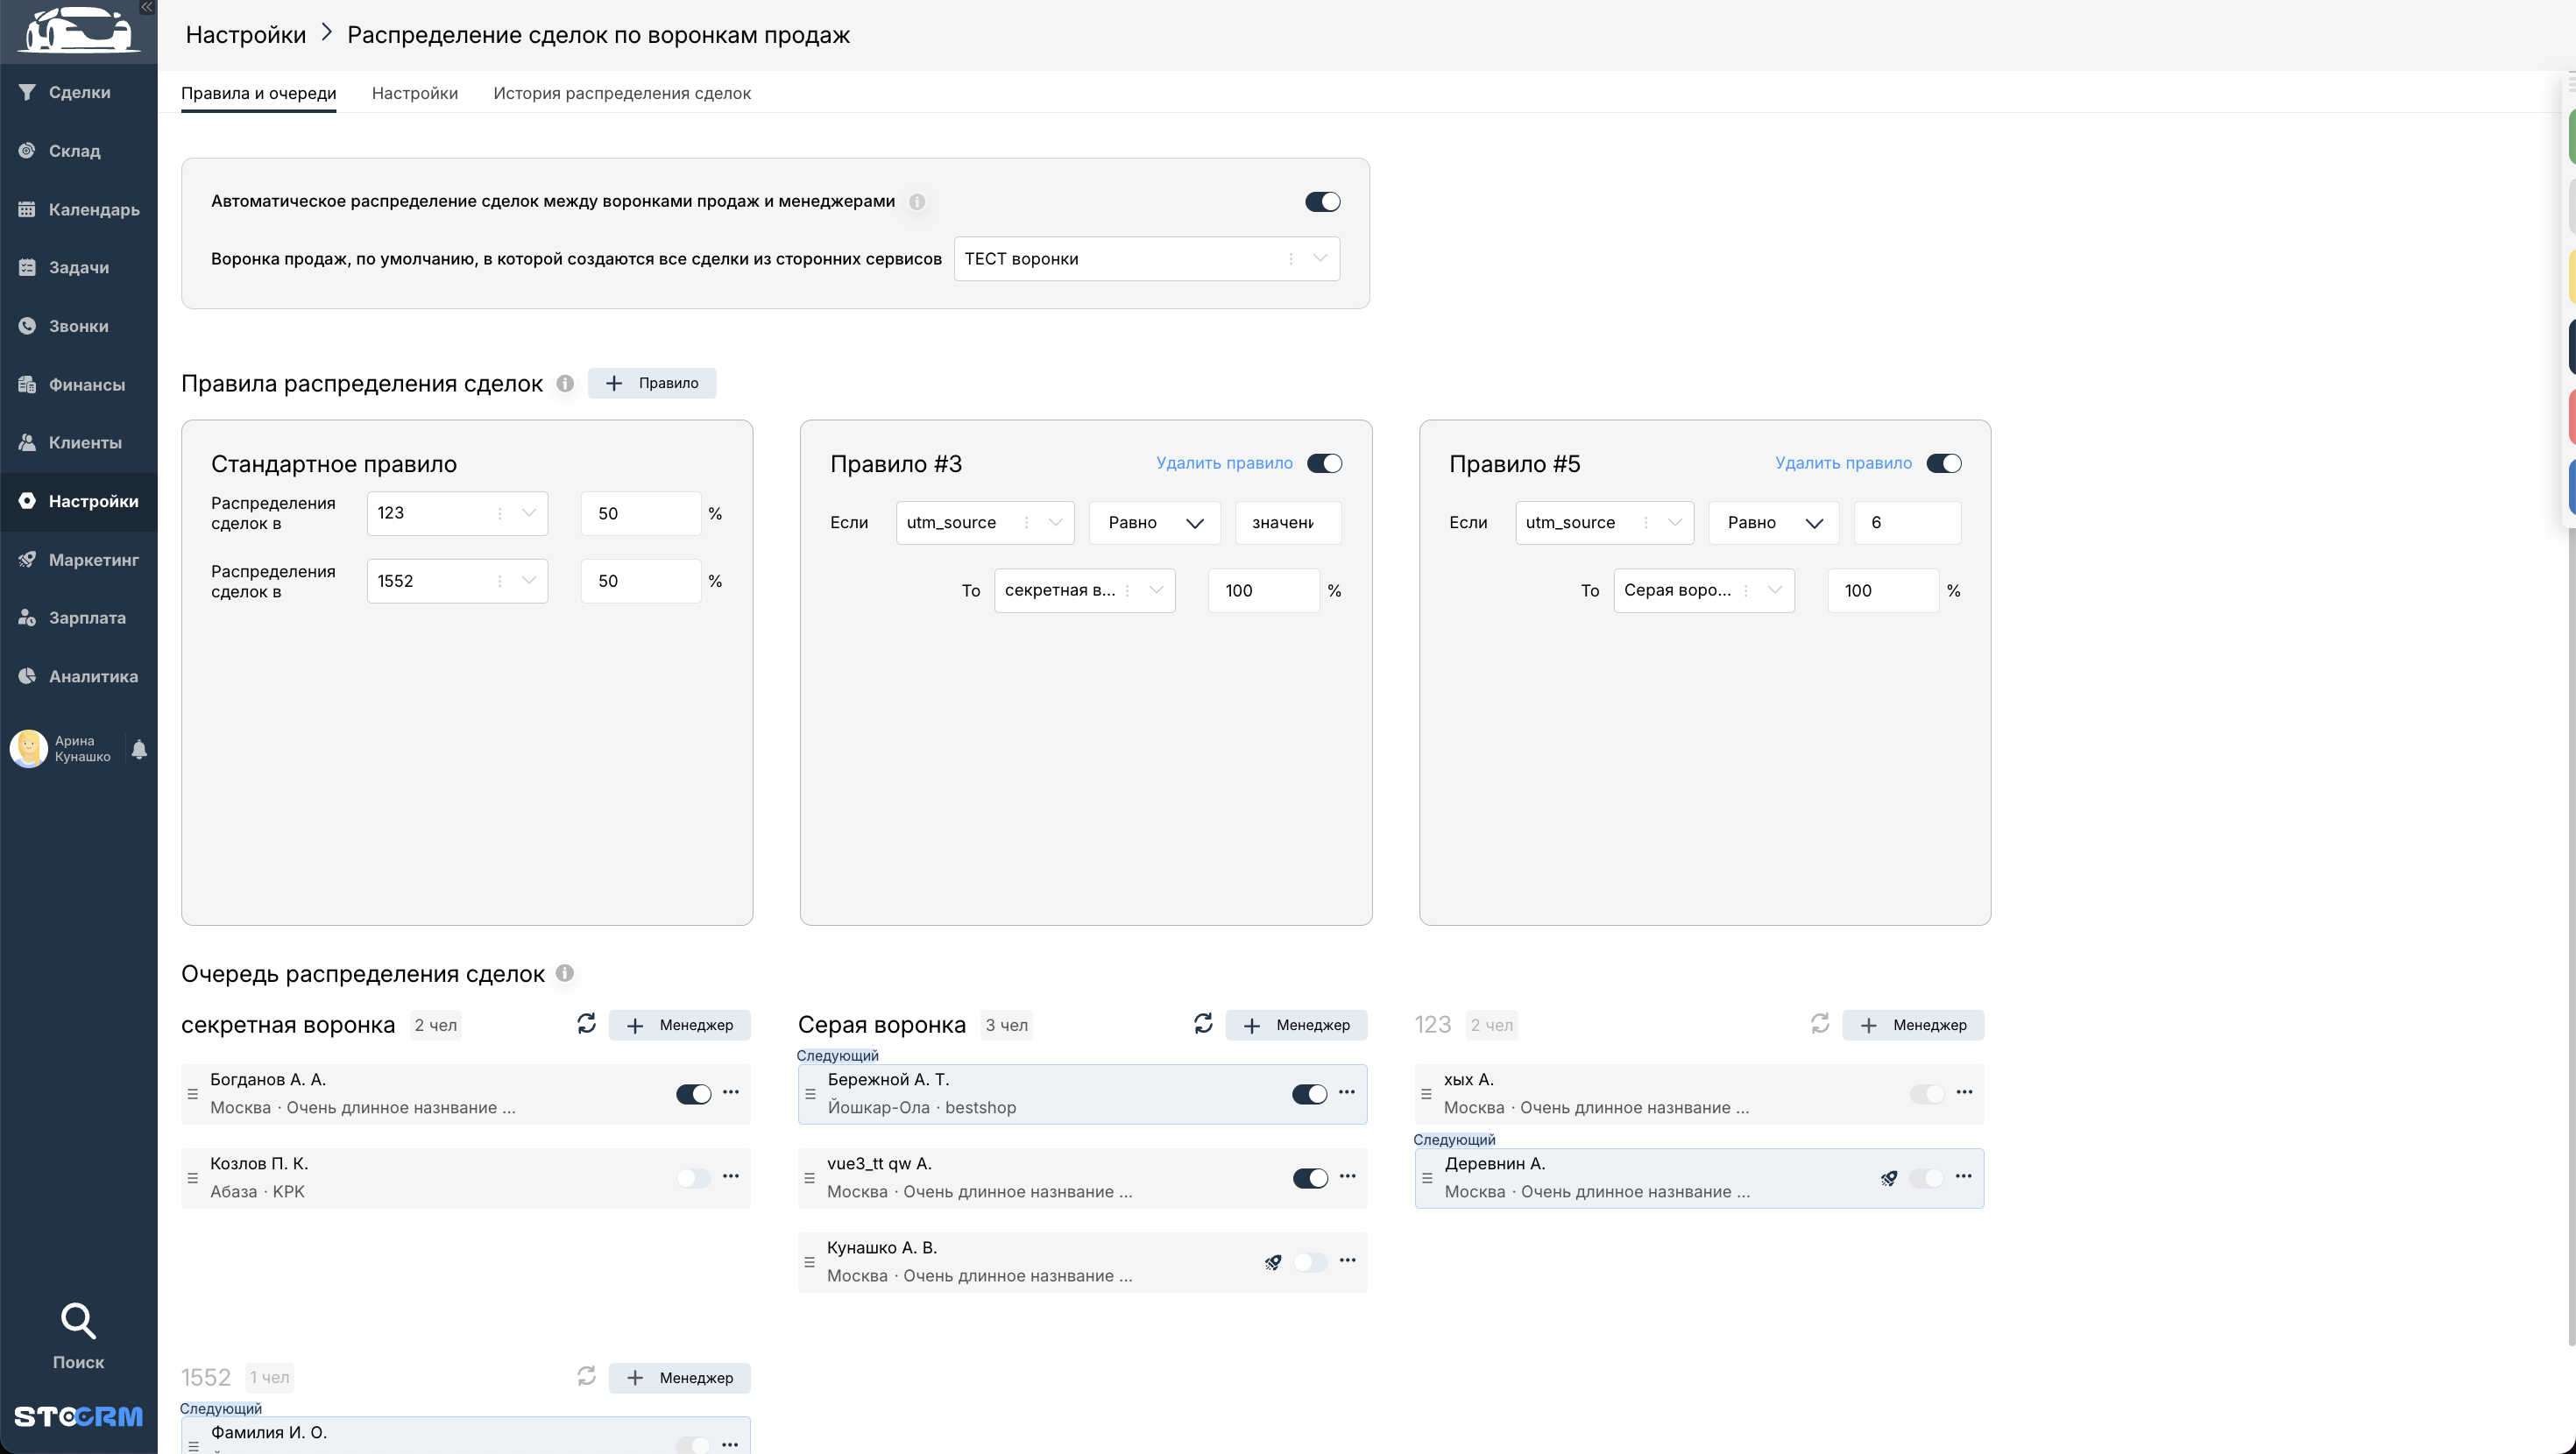 Настройки > Распределение сделок по воронкам продаж
Сделки
Склад
Календарь
Задачи
Звонки
Финансы
Клиенты
Настройки
Маркетинг
Зарплата
Аналитика
Арина
Кунашко
Поиск
STOCRM
Правила и очереди Настройки История распределения сделок
Автоматическое распределение сделок между воронками продаж и менеджерами
Воронка продаж, по умолчанию, в которой создаются все сделки из сторонних сервисов ТЕСТ воронки
Правила распределения сделок + Правило
Стандартное правило
Распределения
сделок в 123 50 %
Распределения
сделок в 1552 50 %
Правило #3 Удалить правило
Если utm_source Равно значени
То секретная в... 100 %
Правило #5 Удалить правило
Если utm_source Равно 6
То Серая воро... 100 %
Очередь распределения сделок
секретная воронка 2 чел + Менеджер
Богданов А. А.
Москва · Очень длинное назнвание ...
Козлов П. К.
Абаза · KPK
Серая воронка 3 чел + Менеджер
Следующий
Бережной А. Т.
Йошкар-Ола · bestshop
vue3_tt qw А.
Москва · Очень длинное назнвание ...
Кунашко А. В.
Москва · Очень длинное назнвание ...
123 2 чел + Менеджер
хых А.
Москва · Очень длинное назнвание ...
Следующий
Деревнин А.
Москва · Очень длинное назнвание ...
1552 1 чел + Менеджер
Следующий
Фамилия И. О.